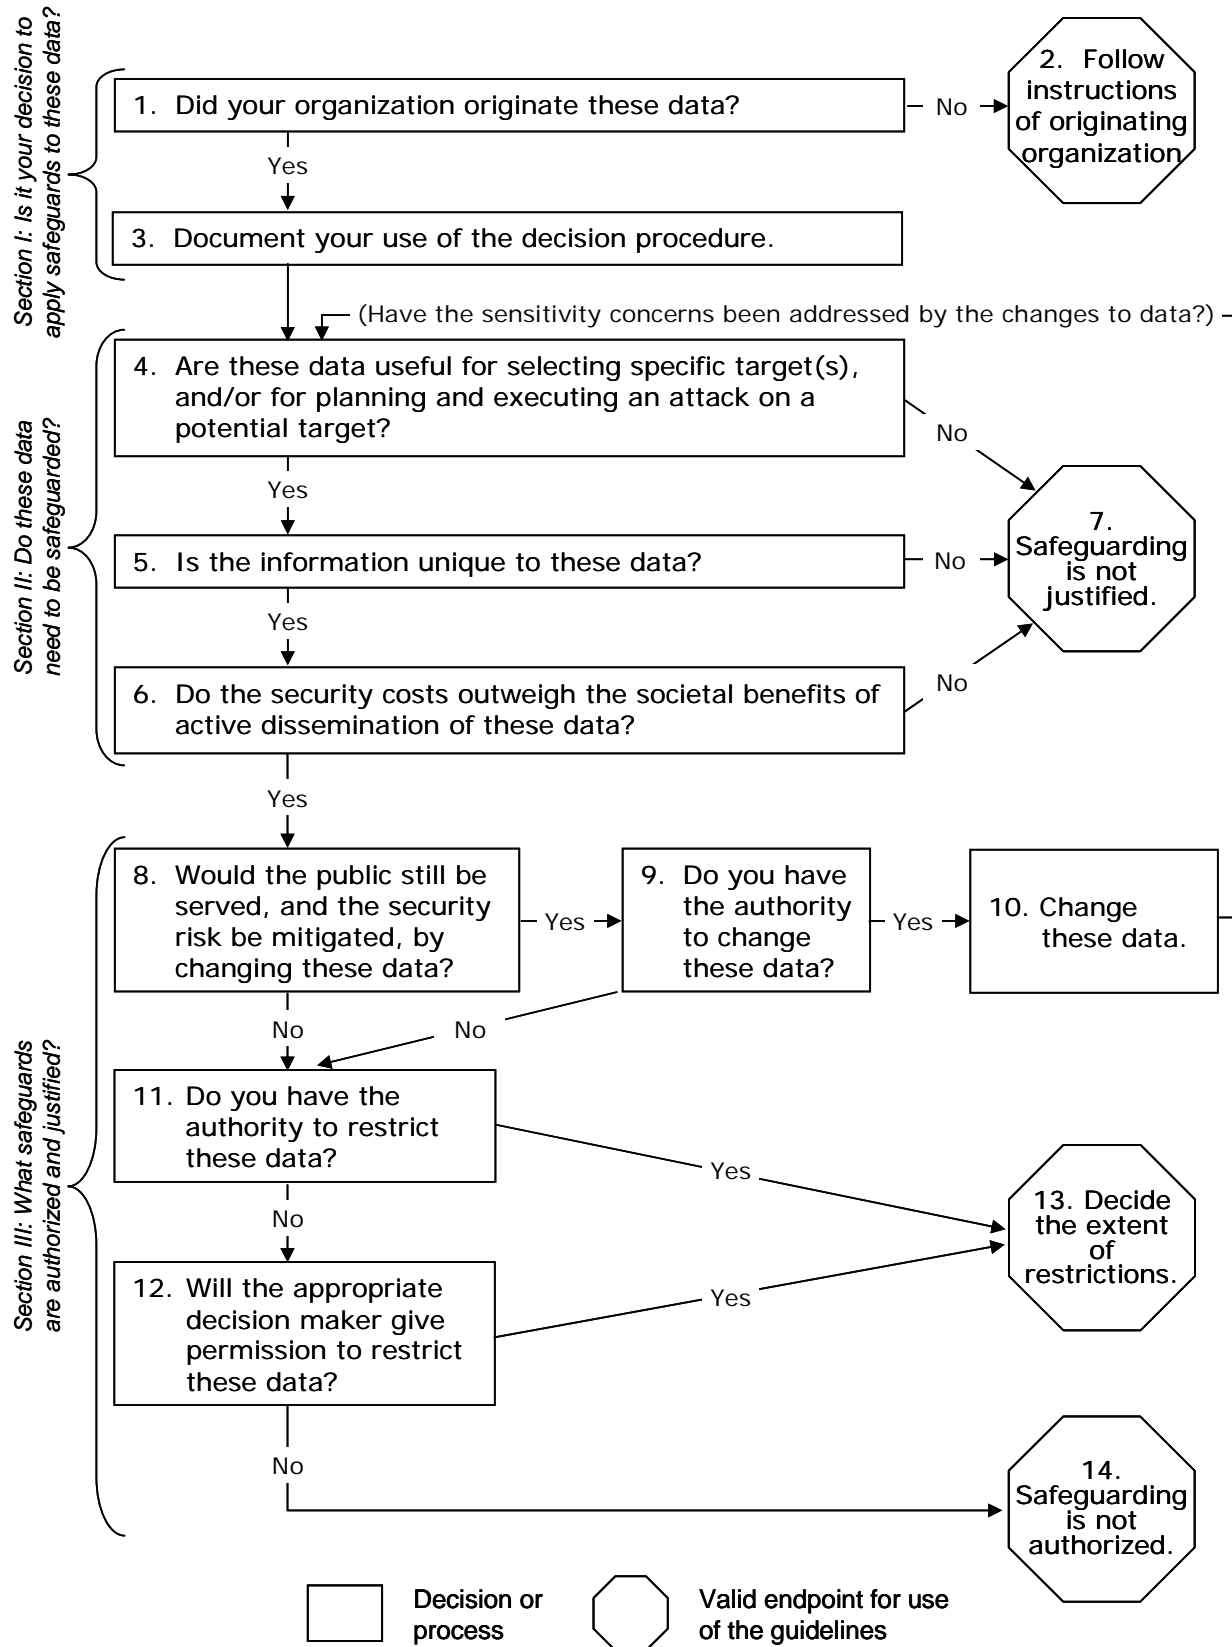 Section I: Is it your decision to
apply safeguards to these data?
1. Did your organization originate these data?
No
2. Follow
instructions
of originating
organization
Yes
3. Document your use of the decision procedure.
(Have the sensitivity concerns been addressed by the changes to data?)
Section II: Do these data
need to be safeguarded?
4. Are these data useful for selecting specific target(s),
and/or for planning and executing an attack on a
potential target?
No
Yes
5. Is the information unique to these data?
No
7.
Safeguarding
is not
justified.
Yes
6. Do the security costs outweigh the societal benefits of
active dissemination of these data?
No
Yes
Section III: What safeguards
are authorized and justified?
8. Would the public still be
served, and the security
risk be mitigated, by
changing these data?
Yes
9. Do you have
the authority
to change
these data?
Yes
10. Change
these data.
No
No
11. Do you have the
authority to restrict
these data?
Yes
No
13. Decide
the extent
of
restrictions.
12. Will the appropriate
decision maker give
permission to restrict
these data?
Yes
No
14.
Safeguarding
is not
authorized.
Decision or
process
Valid endpoint for use
of the guidelines